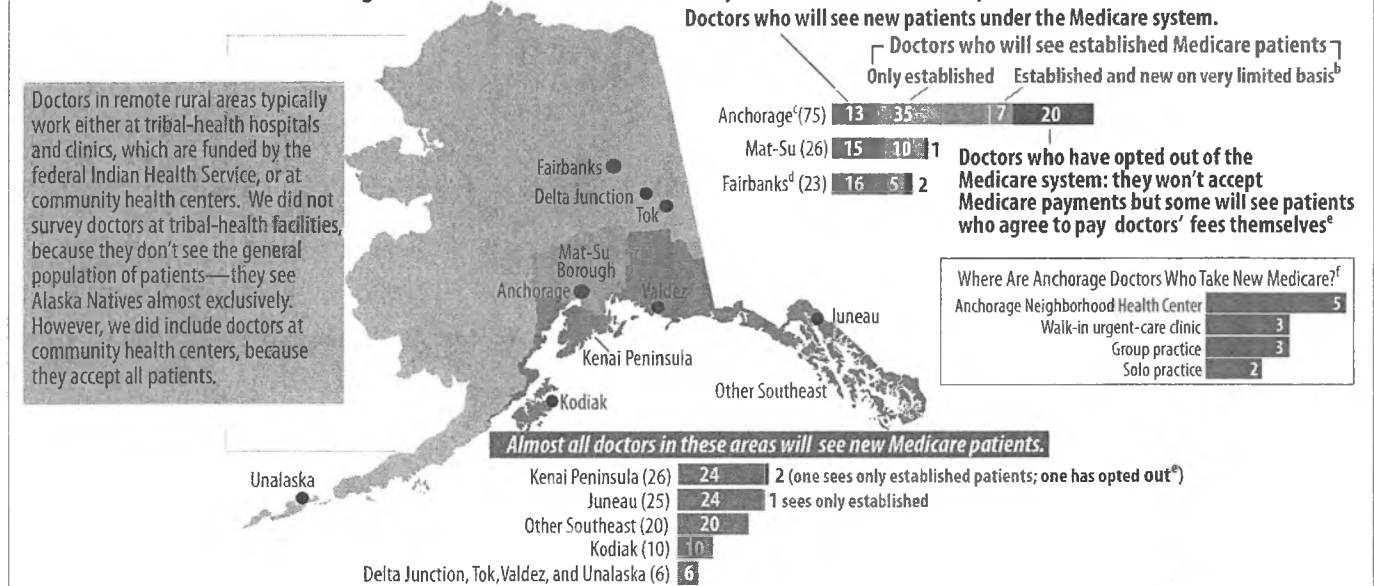 Doctors who will see new patients under the Medicare system.
Doctors who will see established Medicare patients
Only established Established and new on very limited basisᵇ
Anchorageᶜ(75) 13 35 7 20
Mat-Su (26) 15 10 1
Fairbanksᵈ (23) 16 5 2
Doctors who have opted out of the
Medicare system: they won't accept
Medicare payments but some will see patients
who agree to pay doctors' fees themselvesᵉ
Doctors in remote rural areas typically
work either at tribal-health hospitals
and clinics, which are funded by the
federal Indian Health Service, or at
community health centers. We did not
survey doctors at tribal-health facilities,
because they don't see the general
population of patients—they see
Alaska Natives almost exclusively.
However, we did include doctors at
community health centers, because
they accept all patients.
Fairbanks
Delta Junction
Tok
Mat-Su
Borough
Anchorage
Valdez
Kenai Peninsula
Juneau
Other Southeast
Kodiak
Unalaska
Where Are Anchorage Doctors Who Take New Medicare?ᶠ
Anchorage Neighborhood Health Center 5
Walk-in urgent-care clinic 3
Group practice 3
Solo practice 2
Almost all doctors in these areas will see new Medicare patients.
Kenai Peninsula (26) 24 2 (one sees only established patients; one has opted outᵉ)
Juneau (25) 24 1 sees only established
Other Southeast (20) 20
Kodiak (10) 10
Delta Junction, Tok, Valdez, and Unalaska (6) 6